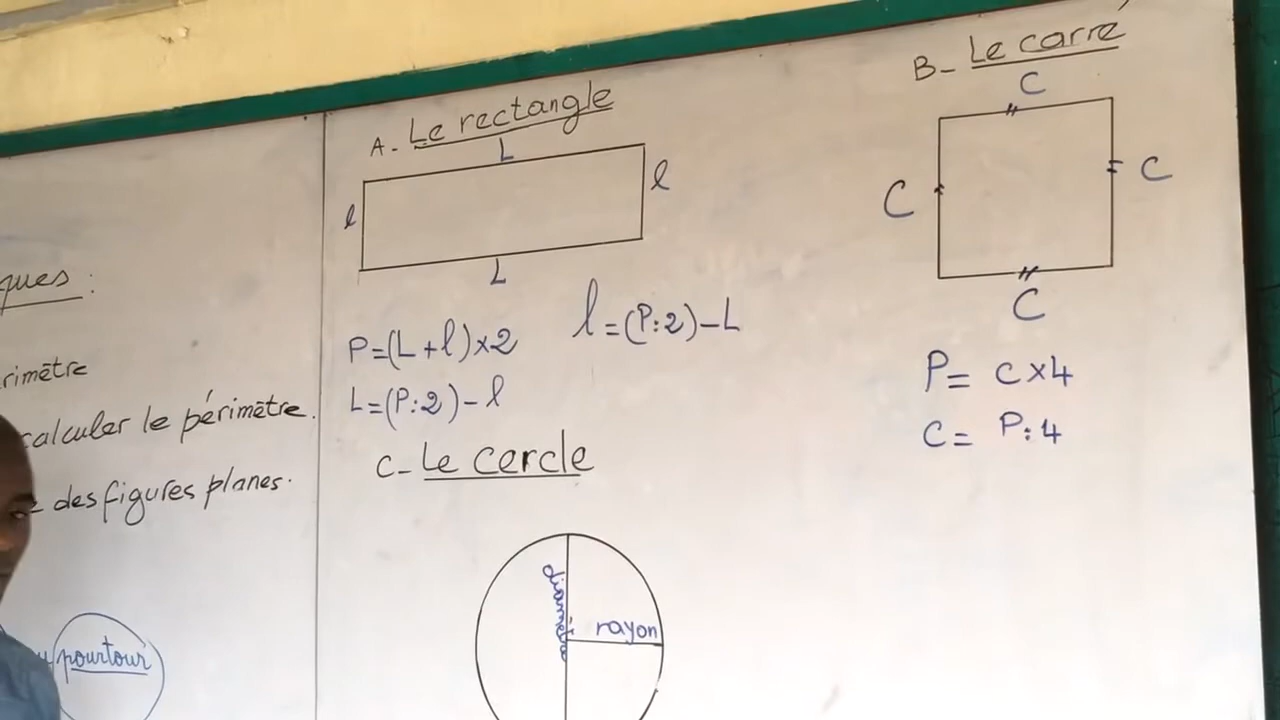 ques :
rimètre
calculer le périmètre.
des figures planes.
pourtour
A - Le rectangle
L
l
l
L
P=(L+l)×2
l=(P:2)-L
L=(P:2)-l
C - Le cercle
diamètre
rayon
B - Le carré
C
C
C
C
P= c×4
C= P:4